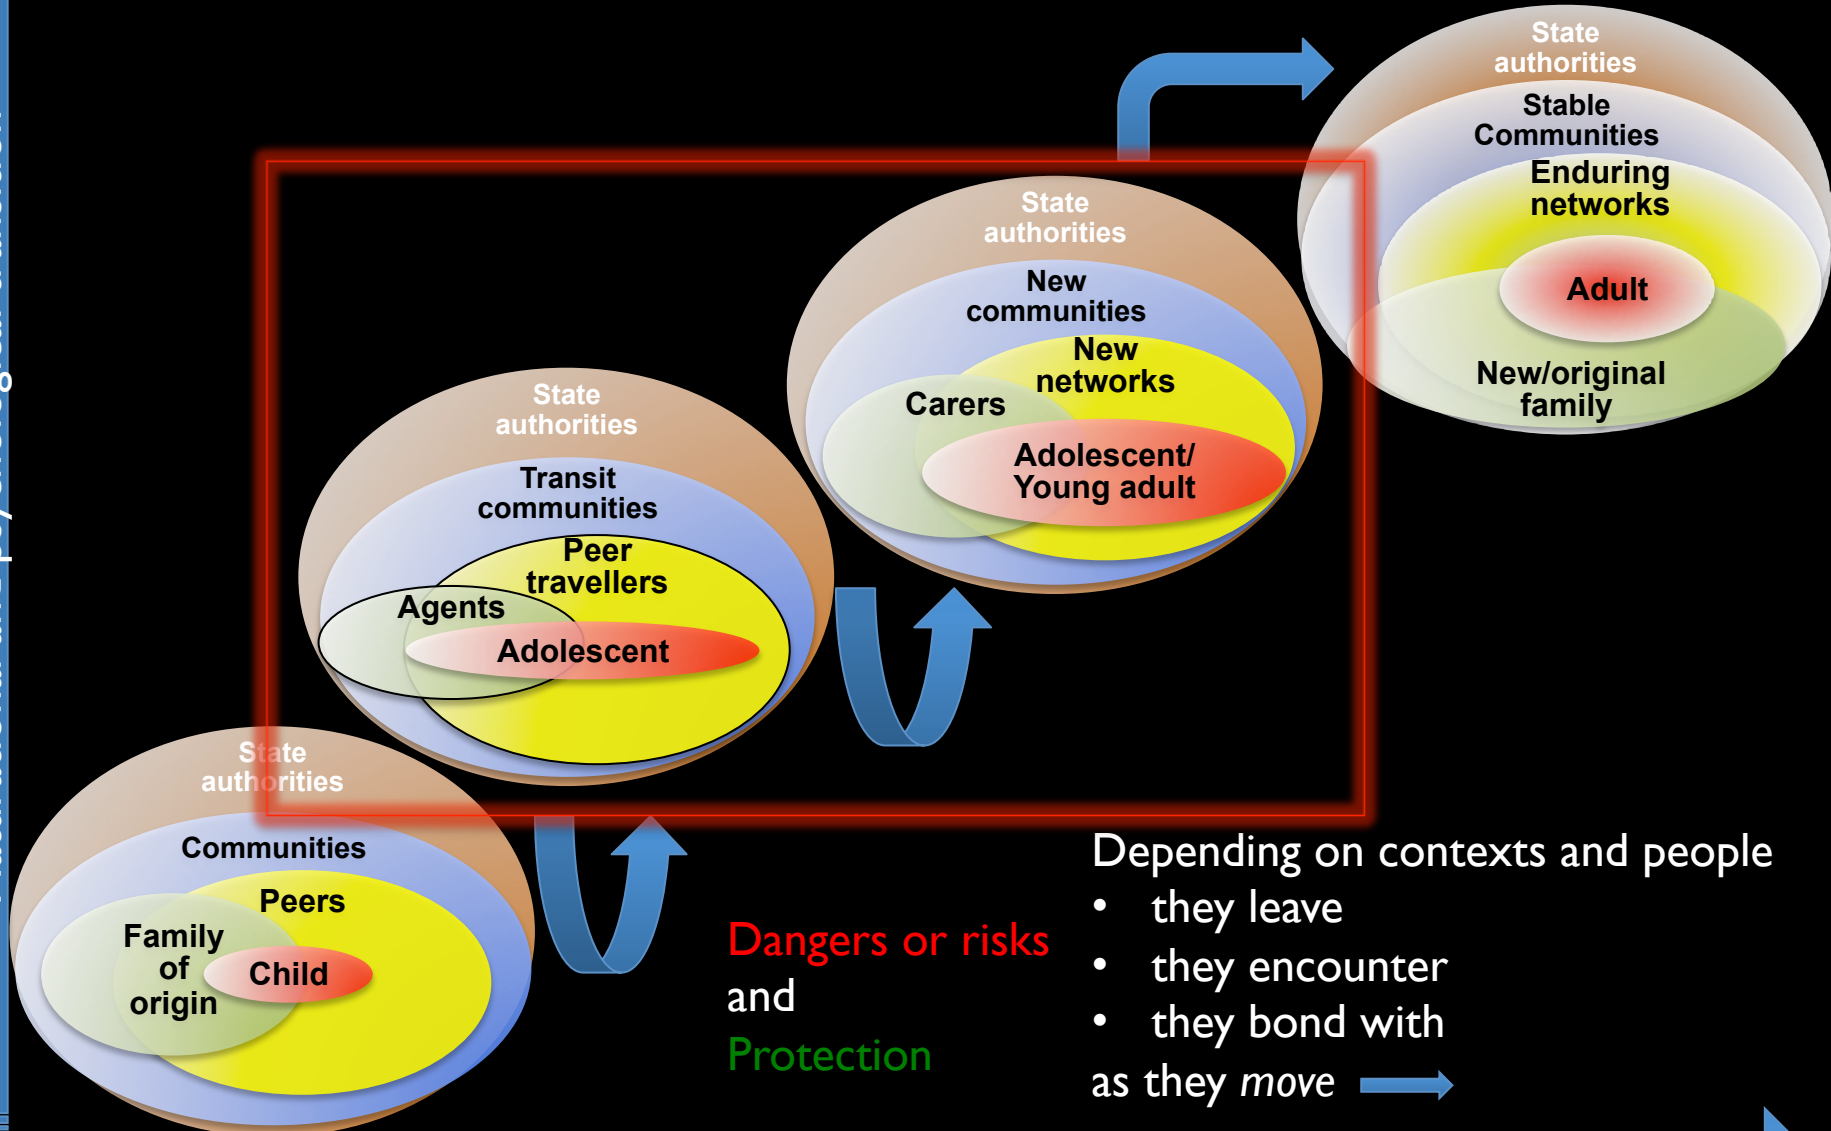 State
authorities
Stable
Communities
Enduring
networks
Adult
New/original
family
State
authorities
New
communities
New
networks
Carers
Adolescent/
Young adult
State
authorities
Transit
communities
Peer
travellers
Agents
Adolescent
State
authorities
Communities
Peers
Family
of
origin
Child
Dangers or risks
and
Protection
Depending on contexts and people
• they leave
• they encounter
• they bond with
as they move